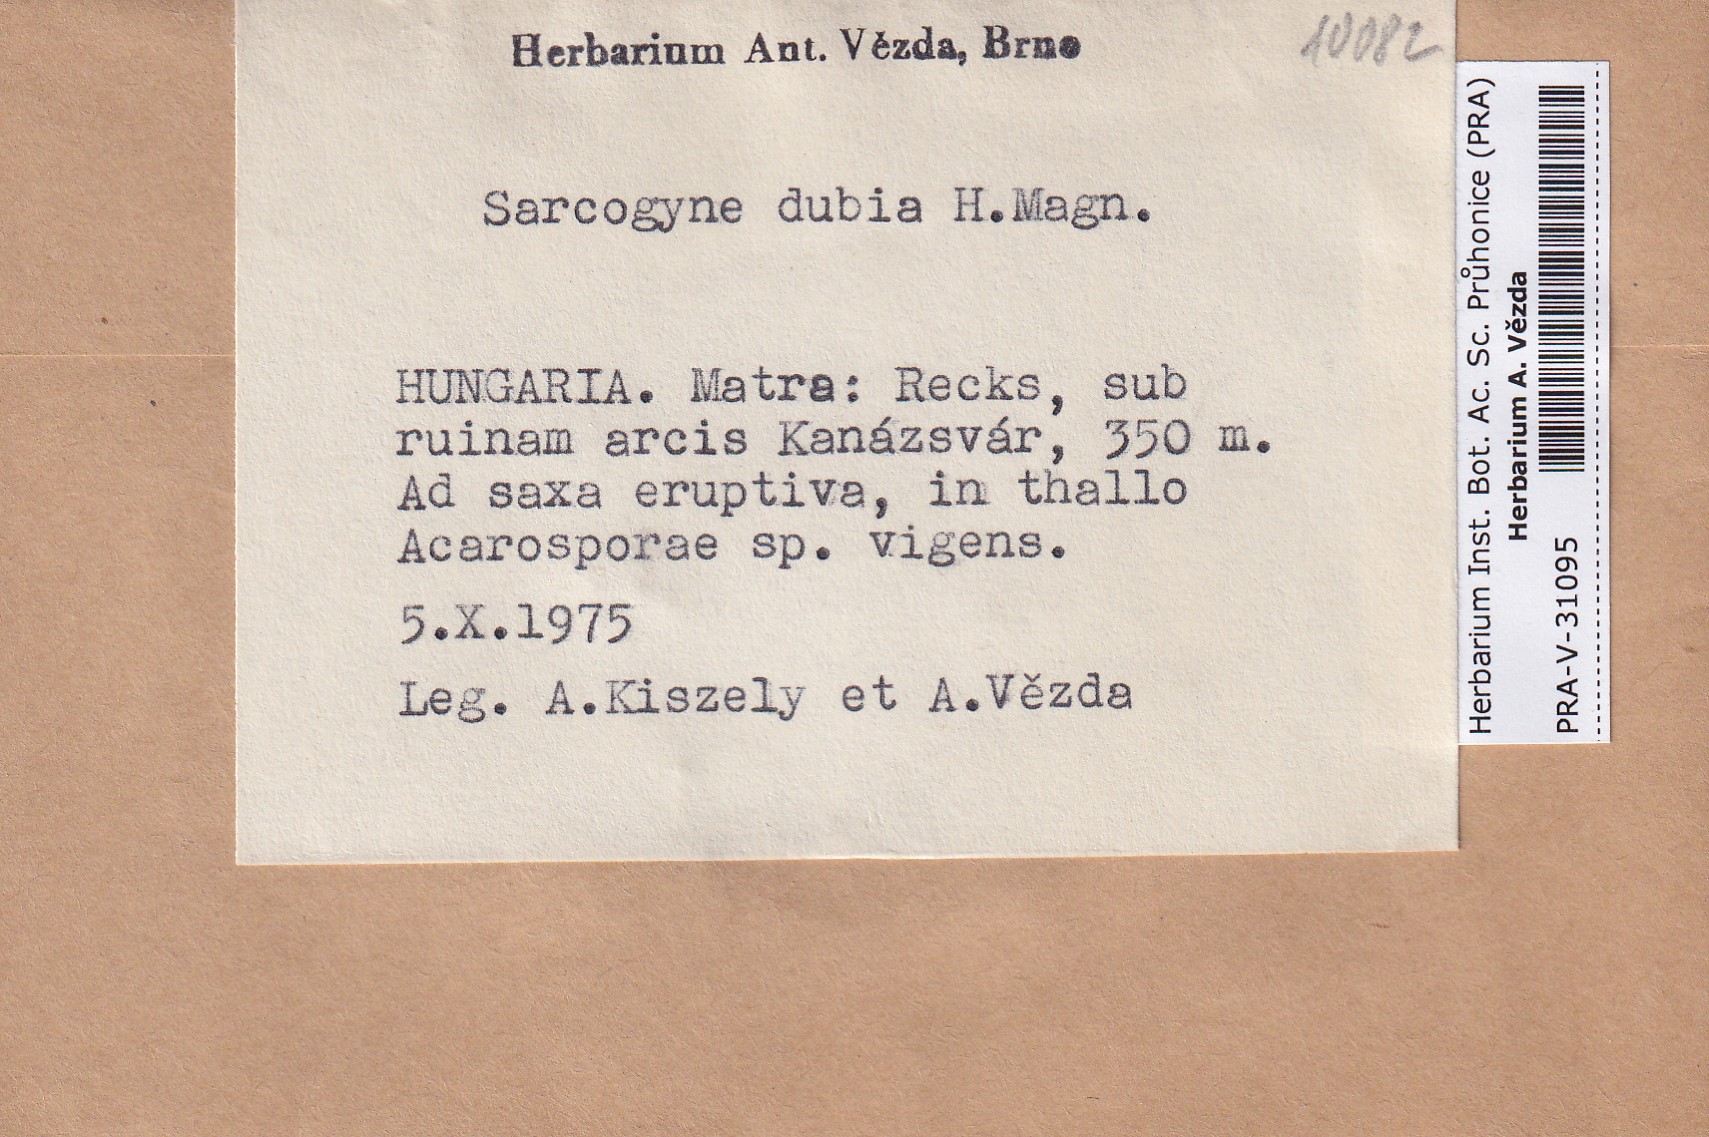 Herbarium Ant. Vězda, Brno
10082
Sarcogyne dubia H.Magn.
HUNGARIA. Matra: Recks, sub
ruinam arcis Kanázsvár, 350 m.
Ad saxa eruptiva, in thallo
Acarosporae sp. vigens.
5.X.1975
Leg. A.Kiszely et A.Vězda
Herbarium Inst. Bot. Ac. Sc. Průhonice (PRA)
Herbarium A. Vězda
PRA-V-31095